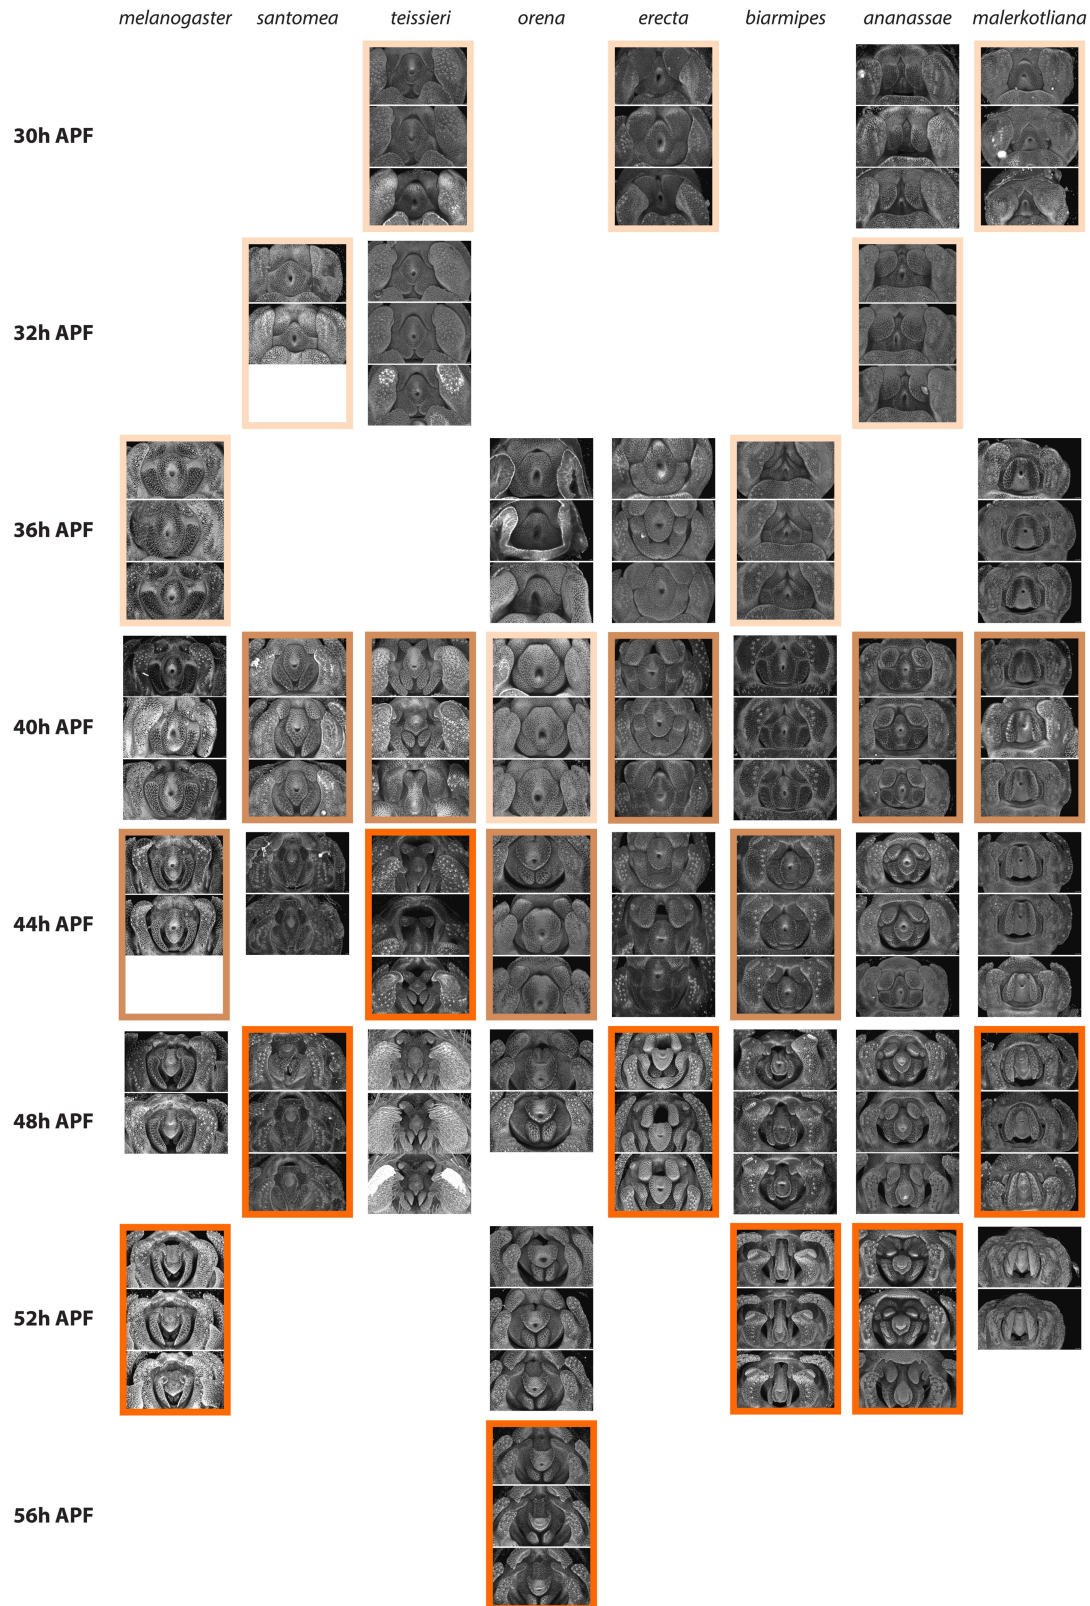 melanogaster santomea teissieri orena erecta biarmipes ananassae malerkotliana
30h APF
32h APF
36h APF
40h APF
44h APF
48h APF
52h APF
56h APF